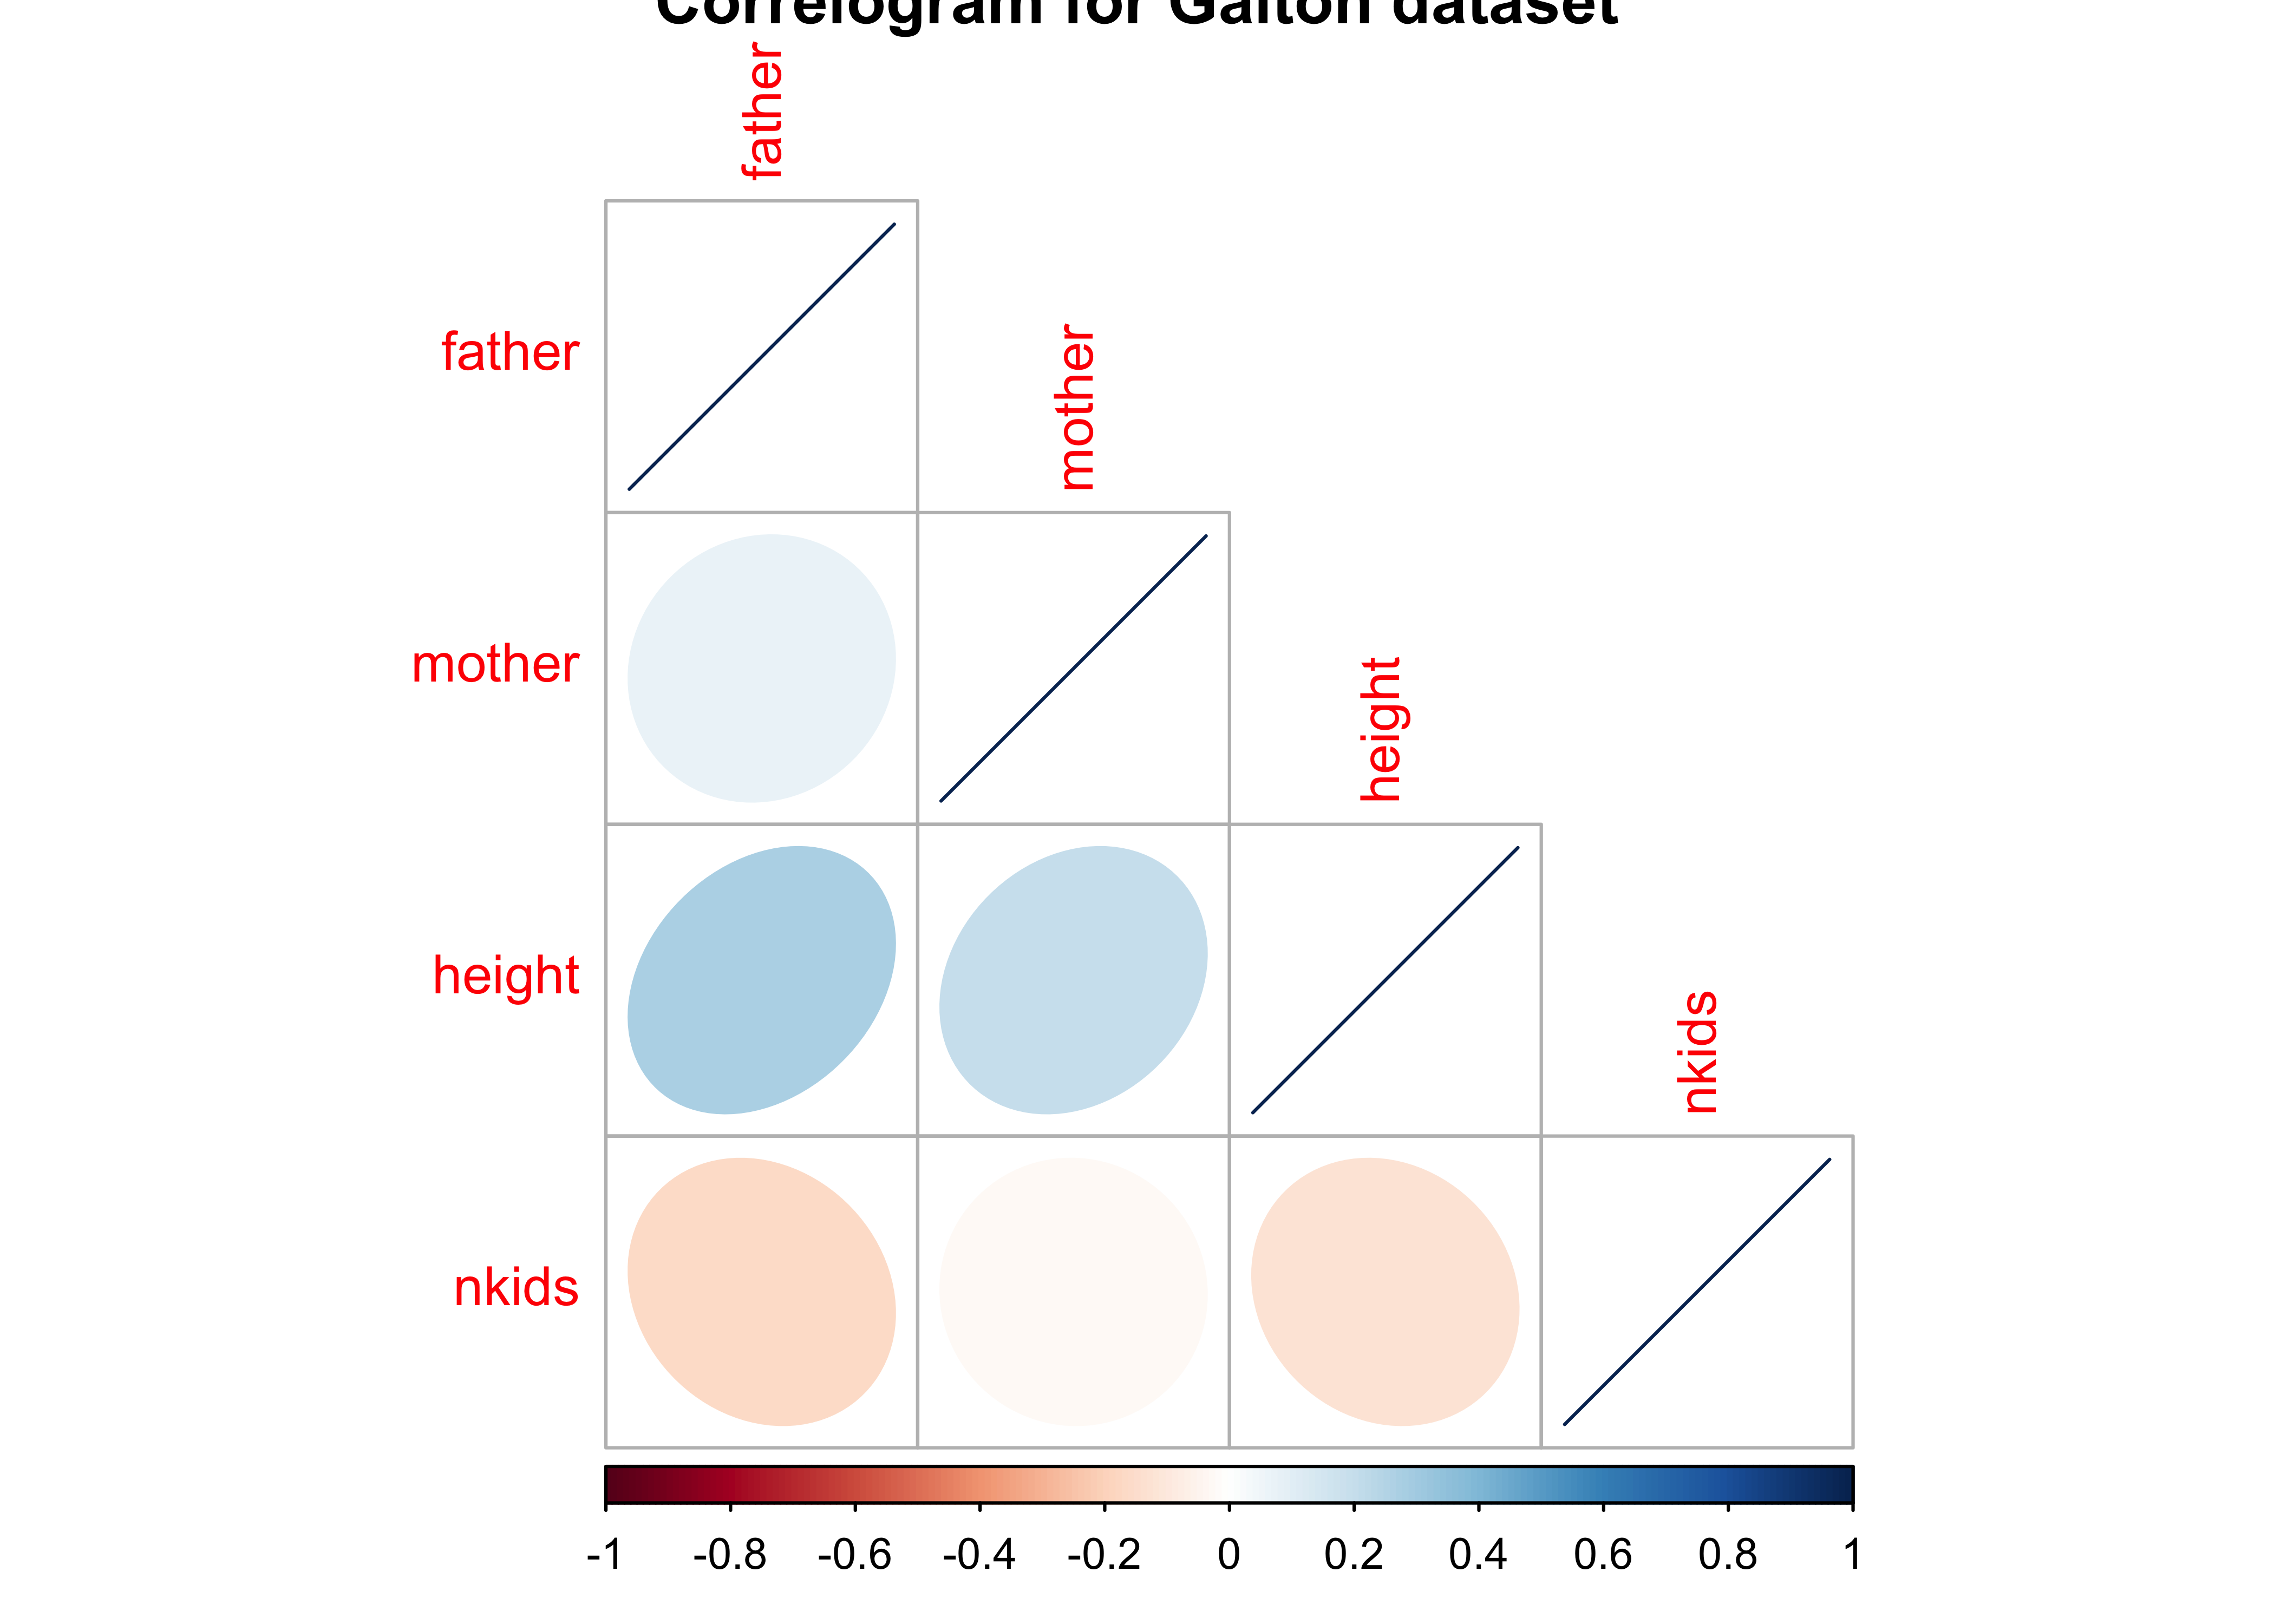 Correlogram for Galton dataset
father
father
mother
mother
height
height
nkids
nkids
-1 -0.8 -0.6 -0.4 -0.2 0 0.2 0.4 0.6 0.8 1